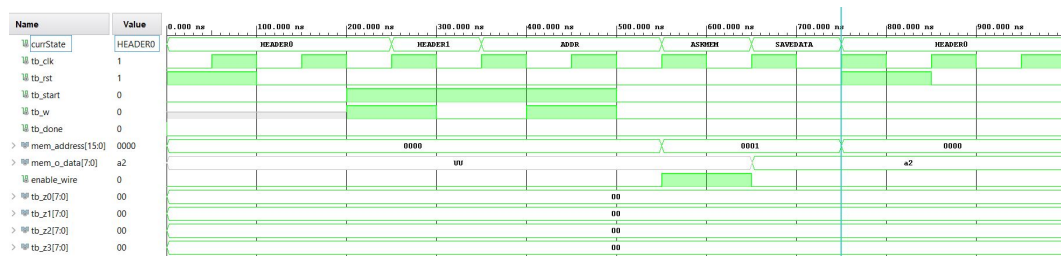 Name Value 0.000 ns 100.000 ns 200.000 ns 300.000 ns 400.000 ns 500.000 ns 600.000 ns 700.000 ns 800.000 ns 900.000 ns
currState HEADER0 HEADER0 HEADER1 ADDR ASKMEM SAVEDATA HEADER0
tb_clk 1
tb_rst 1
tb_start 0
tb_w 0
tb_done 0
mem_address[15:0] 0000 0000 0001 0000
mem_o_data[7:0] a2 UU a2
enable_wire 0
tb_z0[7:0] 00 00
tb_z1[7:0] 00 00
tb_z2[7:0] 00 00
tb_z3[7:0] 00 00